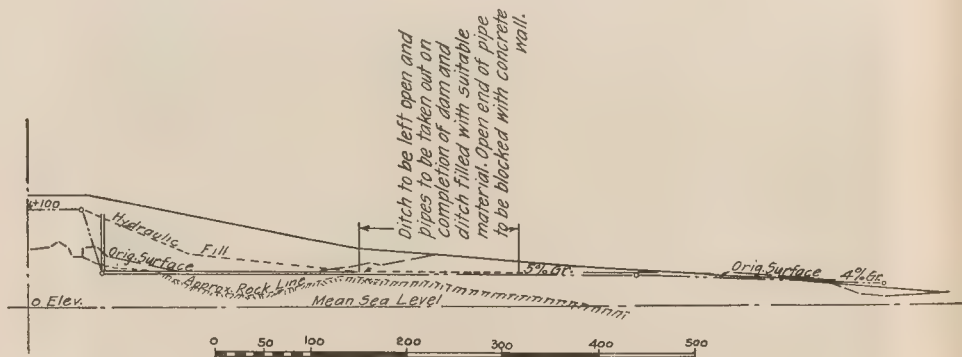 Ditch to be left open and
pipes to be taken out on
completion of dam and
ditch filled with suitable
material. Open end of pipe
to be blocked with concrete
wall.
+100
Hydraulic Fill
Orig. Surface
Approx. Rock Line
5% Gr.
Orig. Surface
4% Gr.
0 Elev.
Mean Sea Level
0 100 200 300 400 500